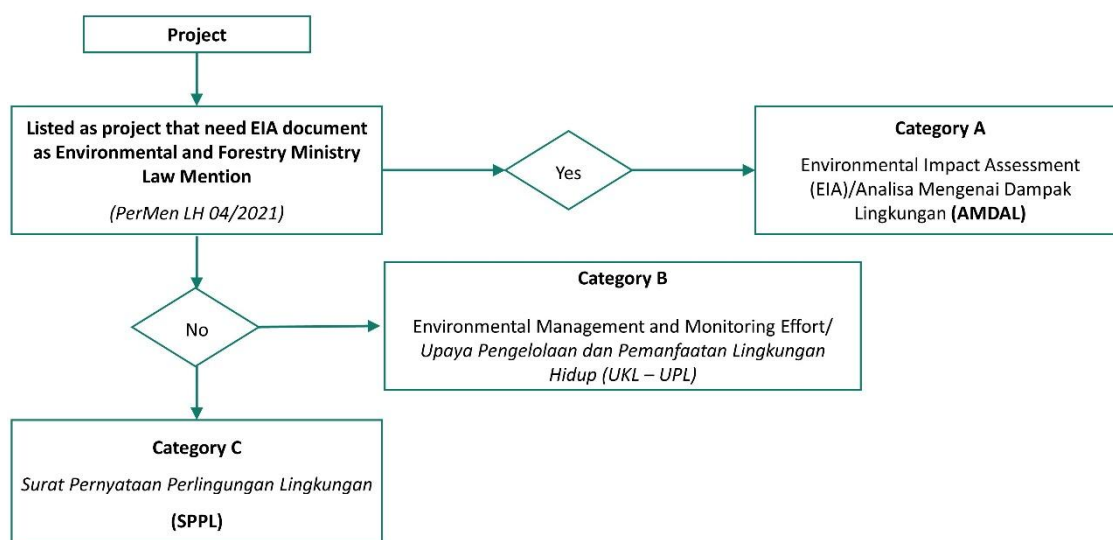 Project
Listed as project that need EIA document
as Environmental and Forestry Ministry
Law Mention
(PerMen LH 04/2021)
Yes
Category A
Environmental Impact Assessment
(EIA)/Analisa Mengenai Dampak
Lingkungan (AMDAL)
No
Category B
Environmental Management and Monitoring Effort/
Upaya Pengelolaan dan Pemanfaatan Lingkungan
Hidup (UKL – UPL)
Category C
Surat Pernyataan Perlingungan Lingkungan
(SPPL)